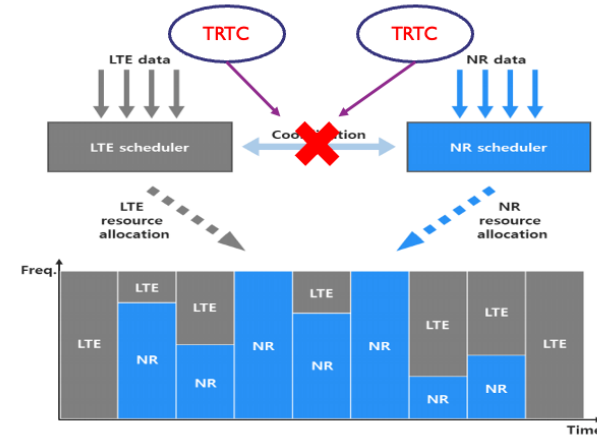 TRTC
TRTC
LTE data
NR data
LTE scheduler
NR scheduler
LTE
resource
allocation
NR
resource
allocation
Freq.
LTE
LTE
NR
LTE
NR
NR
LTE
NR
NR
LTE
NR
LTE
NR
LTE
Time